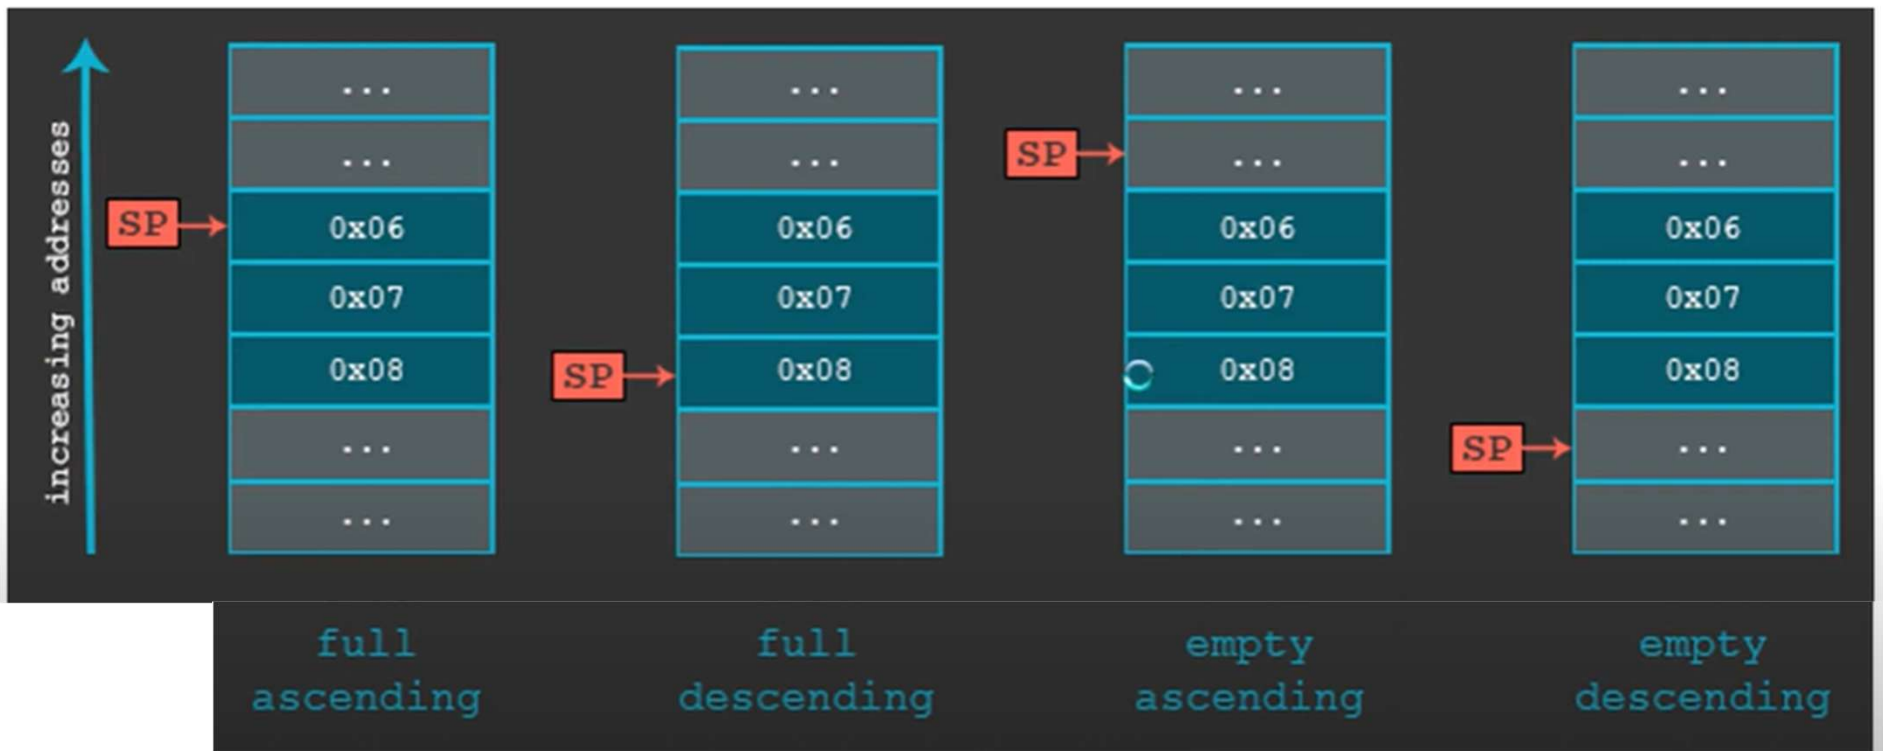 increasing addresses
...
...
SP
0x06
0x07
0x08
...
...
full
ascending
...
...
0x06
0x07
SP
0x08
...
...
full
descending
...
SP
...
0x06
0x07
0x08
...
...
empty
ascending
...
...
0x06
0x07
0x08
SP
...
...
empty
descending